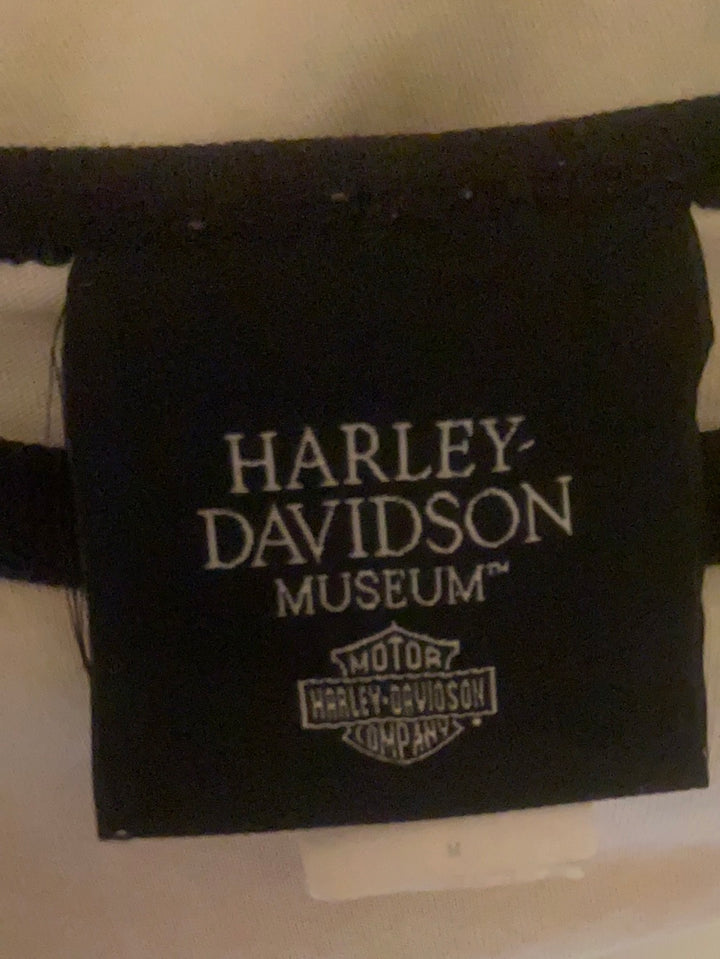 HARLEY-
DAVIDSON
MUSEUM™
MOTOR
HARLEY-DAVIDSON
COMPANY
M